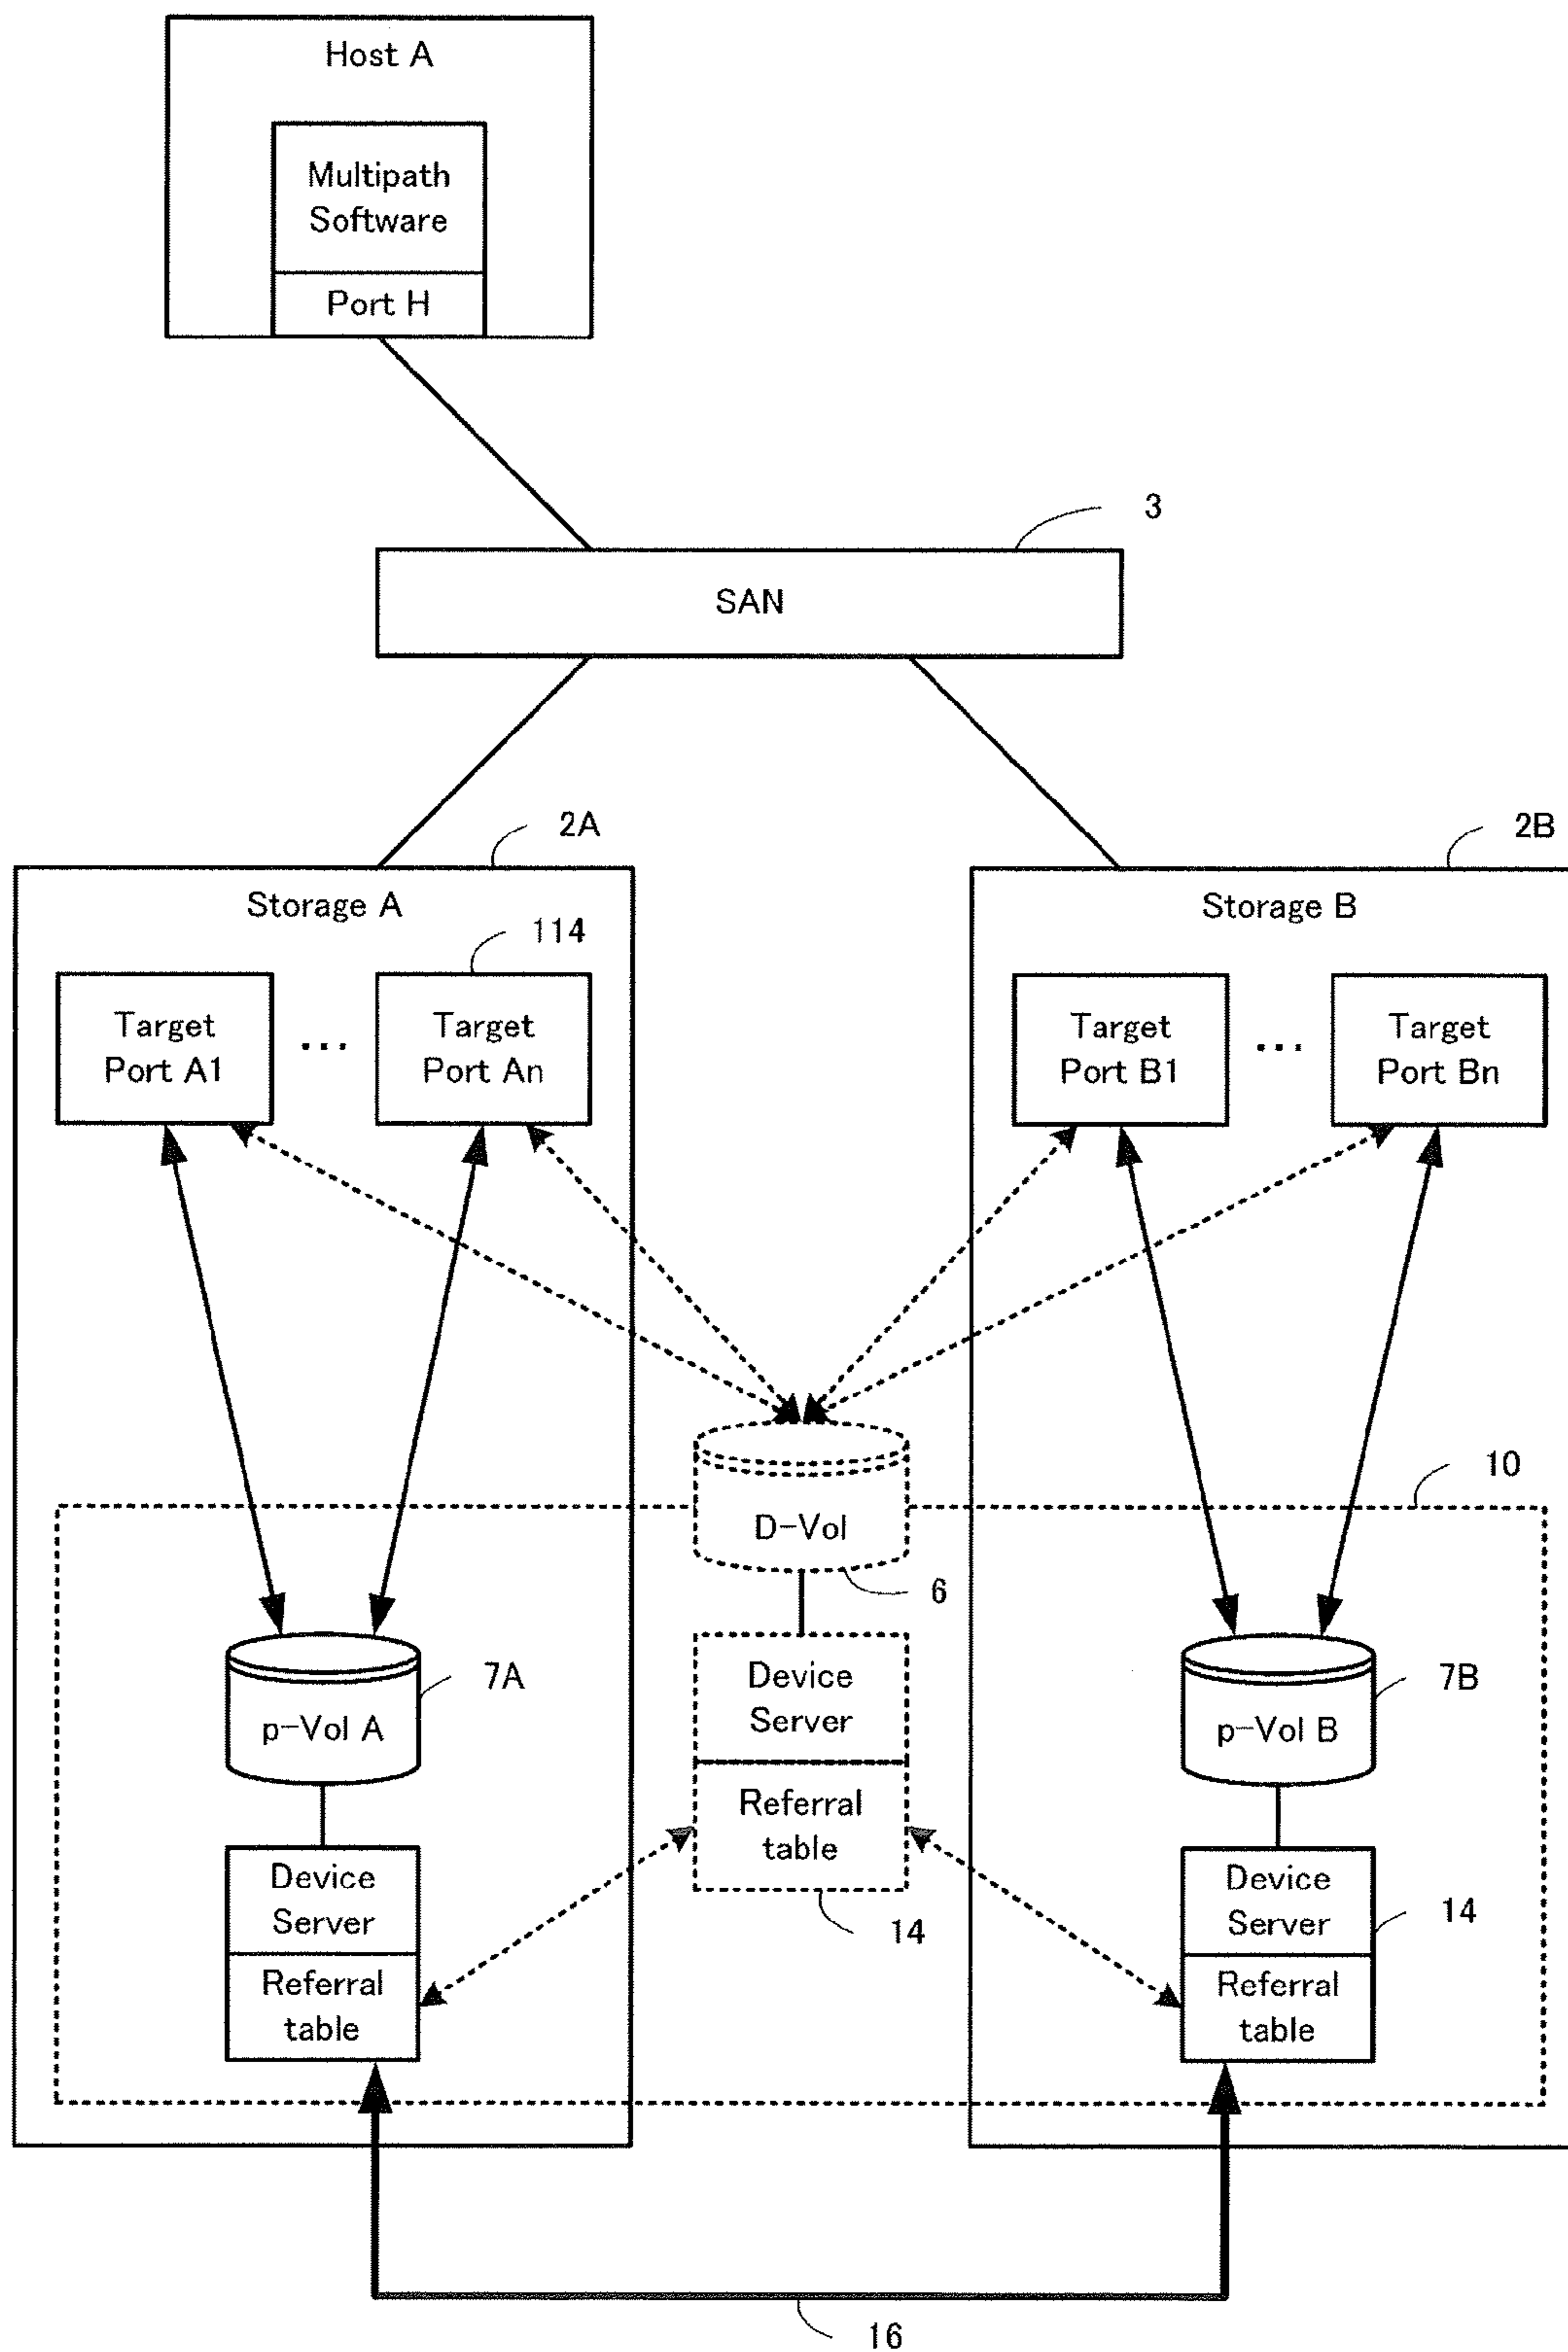 Host A
Multipath
Software
Port H
3
SAN
2A
2B
Storage A
Storage B
114
Target
Port A1
...
Target
Port An
Target
Port B1
...
Target
Port Bn
10
D-Vol
6
7A
p-Vol A
Device
Server
7B
p-Vol B
Referral
table
14
Device
Server
Referral
table
Device
Server
14
Referral
table
16